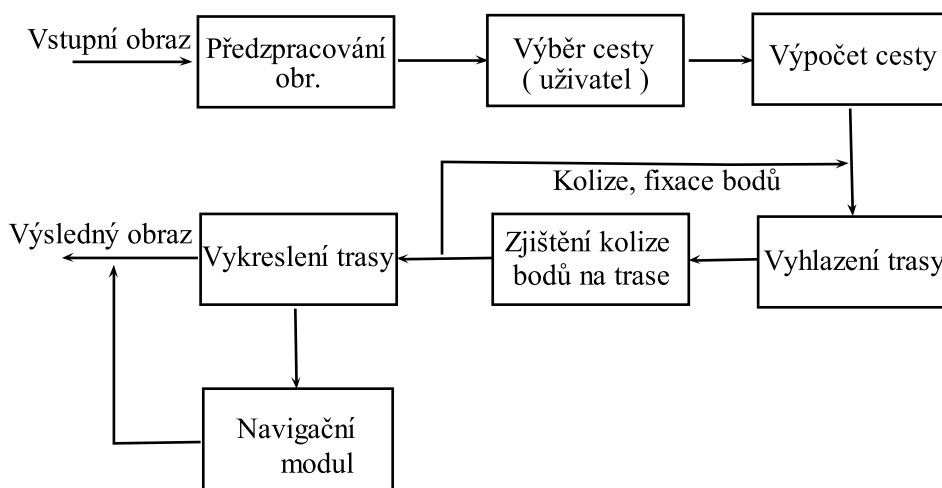 Vstupní obraz
Předzpracování
obr.
Výběr cesty
( uživatel )
Výpočet cesty
Kolize, fixace bodů
Výsledný obraz
Vykreslení trasy
Zjištění kolize
bodů na trase
Vyhlazení trasy
Navigační
modul